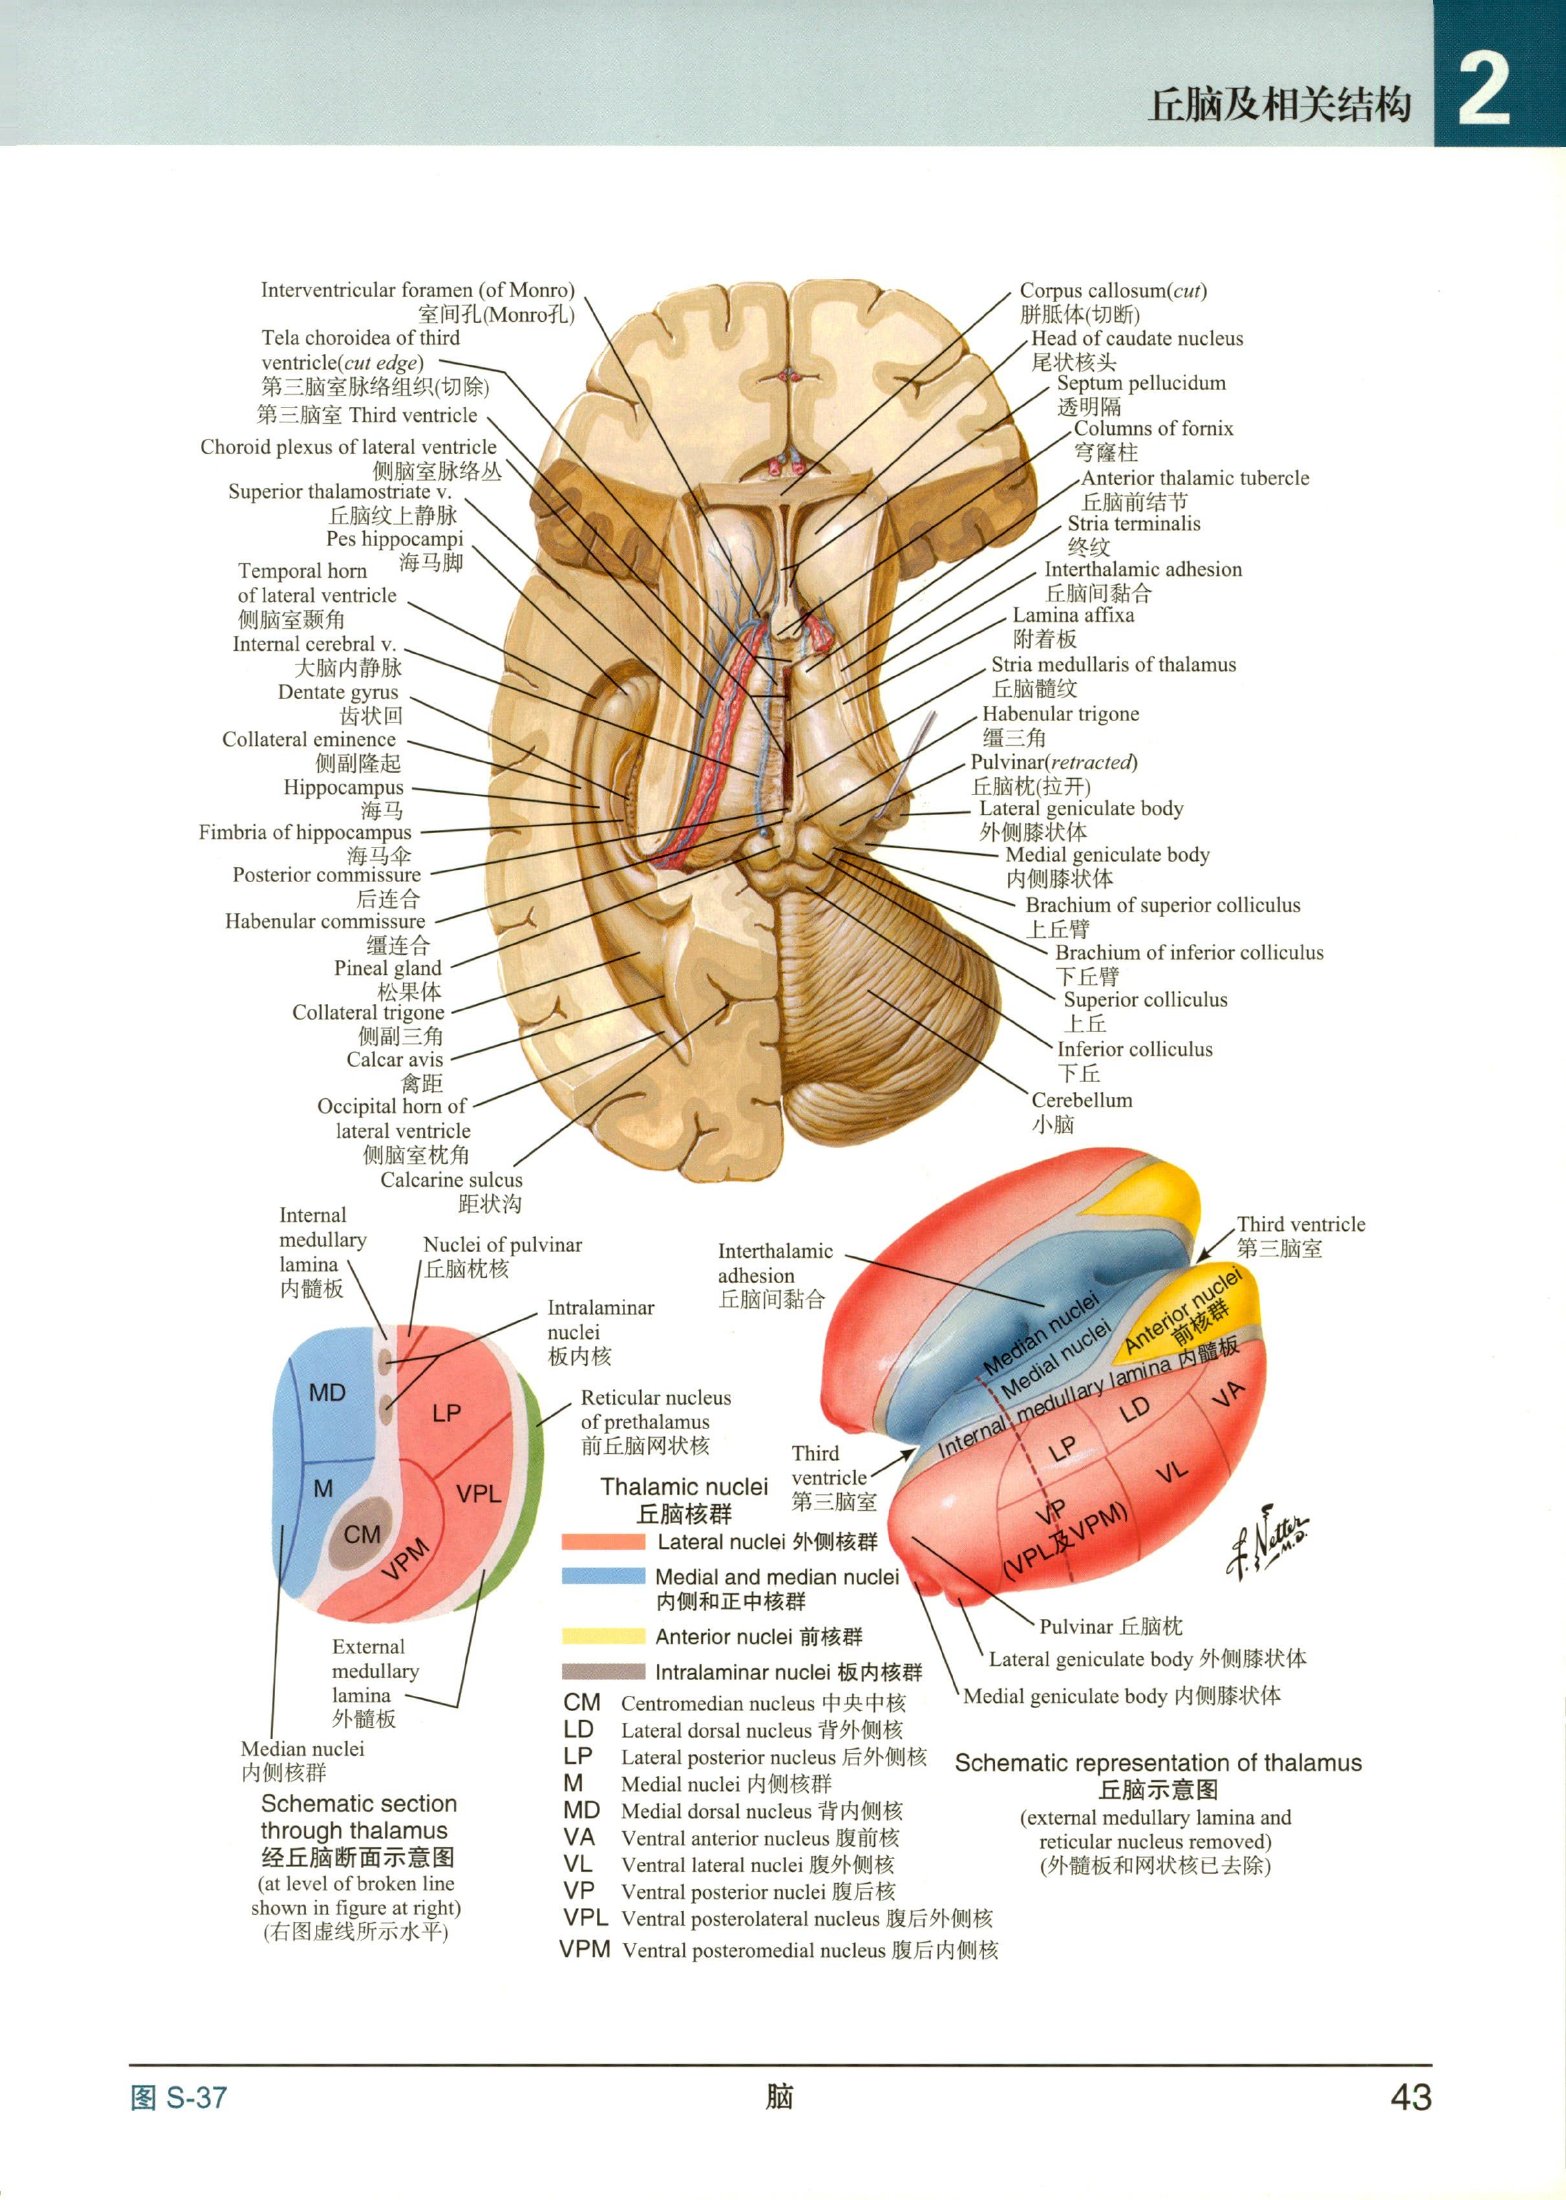 丘脑及相关结构
2
Interventricular foramen (of Monro)
室间孔(Monro孔)
Tela choroidea of third
ventricle(cut edge)
第三脑室脉络组织(切除)
第三脑室 Third ventricle
Choroid plexus of lateral ventricle
侧脑室脉络丛
Superior thalamostriate v.
丘脑纹上静脉
Pes hippocampi
海马脚
Temporal horn
of lateral ventricle
侧脑室颞角
Internal cerebral v.
大脑内静脉
Dentate gyrus
齿状回
Collateral eminence
侧副隆起
Hippocampus
海马
Fimbria of hippocampus
海马伞
Posterior commissure
后连合
Habenular commissure
缰连合
Pineal gland
松果体
Collateral trigone
侧副三角
Calcar avis
禽距
Occipital horn of
lateral ventricle
侧脑室枕角
Calcarine sulcus
距状沟
Corpus callosum(cut)
胼胝体(切断)
Head of caudate nucleus
尾状核头
Septum pellucidum
透明隔
Columns of fornix
穹窿柱
Anterior thalamic tubercle
丘脑前结节
Stria terminalis
终纹
Interthalamic adhesion
丘脑间黏合
Lamina affixa
附着板
Stria medullaris of thalamus
丘脑髓纹
Habenular trigone
缰三角
Pulvinar(retracted)
丘脑枕(拉开)
Lateral geniculate body
外侧膝状体
Medial geniculate body
内侧膝状体
Brachium of superior colliculus
上丘臂
Brachium of inferior colliculus
下丘臂
Superior colliculus
上丘
Inferior colliculus
下丘
Cerebellum
小脑
Internal
medullary
lamina
内髓板
Nuclei of pulvinar
丘脑枕核
Intralaminar
nuclei
板内核
Reticular nucleus
of prethalamus
前丘脑网状核
MD
LP
M
VPL
CM
VPM
External
medullary
lamina
外髓板
Median nuclei
内侧核群
Schematic section
through thalamus
经丘脑断面示意图
(at level of broken line
shown in figure at right)
(右图虚线所示水平)
Thalamic nuclei
丘脑核群
Lateral nuclei 外侧核群
Medial and median nuclei
内侧和正中核群
Anterior nuclei 前核群
Intralaminar nuclei 板内核群
CM Centromedian nucleus 中央中核
LD Lateral dorsal nucleus 背外侧核
LP Lateral posterior nucleus 后外侧核
M Medial nuclei 内侧核群
MD Medial dorsal nucleus 背内侧核
VA Ventral anterior nucleus 腹前核
VL Ventral lateral nuclei 腹外侧核
VP Ventral posterior nuclei 腹后核
VPL Ventral posterolateral nucleus 腹后外侧核
VPM Ventral posteromedial nucleus 腹后内侧核
Interthalamic
adhesion
丘脑间黏合
Third ventricle
第三脑室
Median nuclei
Medial nuclei
Anterior nuclei
前核群
Internal medullary lamina 内髓板
LD
VA
LP
VL
VP
(VPL及VPM)
Third
ventricle
第三脑室
F. Netter
M.D.
Pulvinar 丘脑枕
Lateral geniculate body 外侧膝状体
Medial geniculate body 内侧膝状体
Schematic representation of thalamus
丘脑示意图
(external medullary lamina and
reticular nucleus removed)
(外髓板和网状核已去除)
图 S-37
脑
43